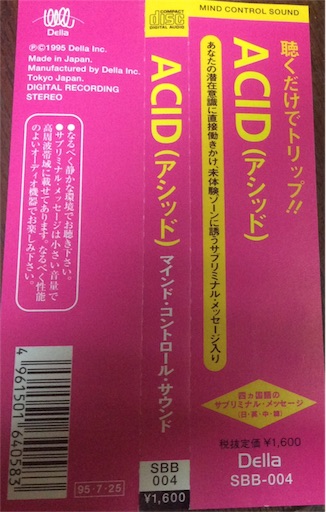 MIND CONTROL SOUND
聴くだけでトリップ!!
ACID(アシッド)
あなたの潜在意識に直接働きかけ、未体験ゾーンに誘うサブリミナル・メッセージ入り
四ヵ国語の
サブリミナル・メッセージ
(日・英・中・韓)
税抜定価 ¥1,600
Della
SBB-004
COMPACT
disc
DIGITAL AUDIO
ACID(アシッド)
マインド・コントロール・サウンド
SBB
004
¥1,600
Della
℗©1995 Della Inc.
Made in Japan.
Manufactured by Della Inc.
Tokyo Japan.
DIGITAL RECORDING
STEREO
●なるべく静かな環境でお聴き下さい。
●サブリミナル・メッセージは小さい音量で
高周波帯域に載せてあります。なるべく性能
のよいオーディオ機器でお楽しみ下さい。
4961501640583
95・7・25